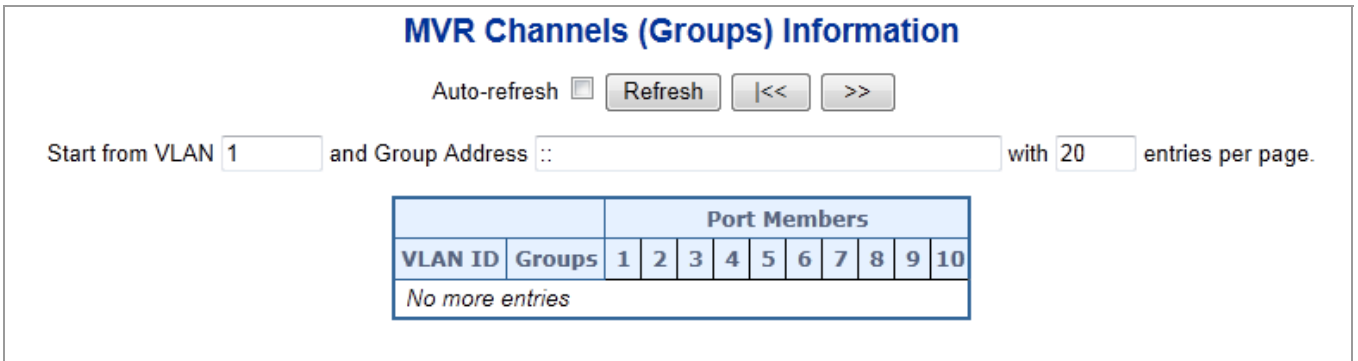 MVR Channels (Groups) Information
Auto-refresh Refresh |<< >>
Start from VLAN 1 and Group Address :: with 20 entries per page.
Port Members
VLAN ID Groups 1 2 3 4 5 6 7 8 9 10
No more entries